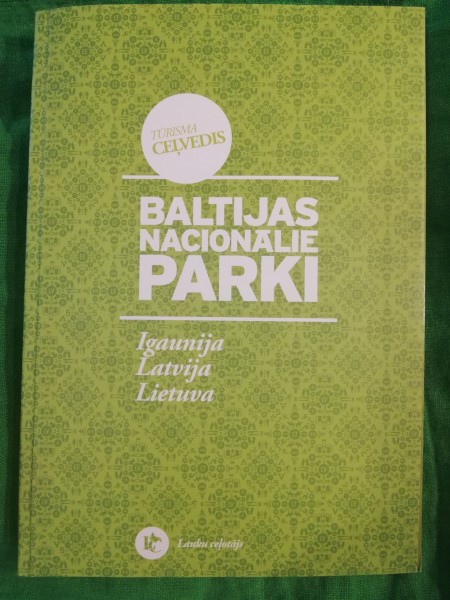 TŪRISMA
CEĻVEDIS
BALTIJAS
NACIONĀLIE
PARKI
Igaunija
Latvija
Lietuva
Lauku ceļotājs